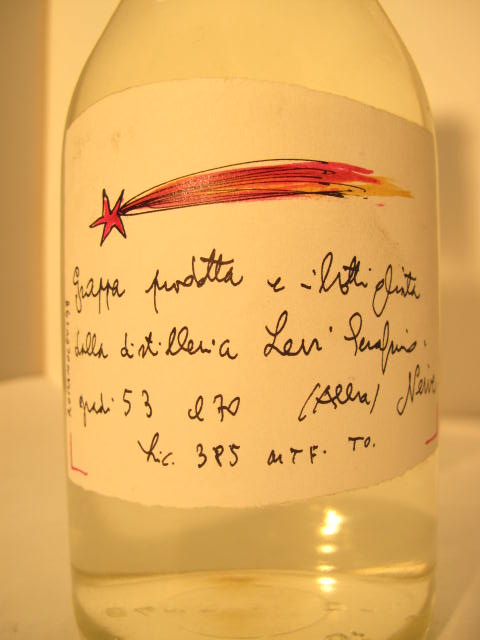 Grappa prodotta e imbottigliata
dalla distilleria Levi Serafino.
gradi 53 cl 70 (Alba) Neive
Lic. 385 UTF. TO.